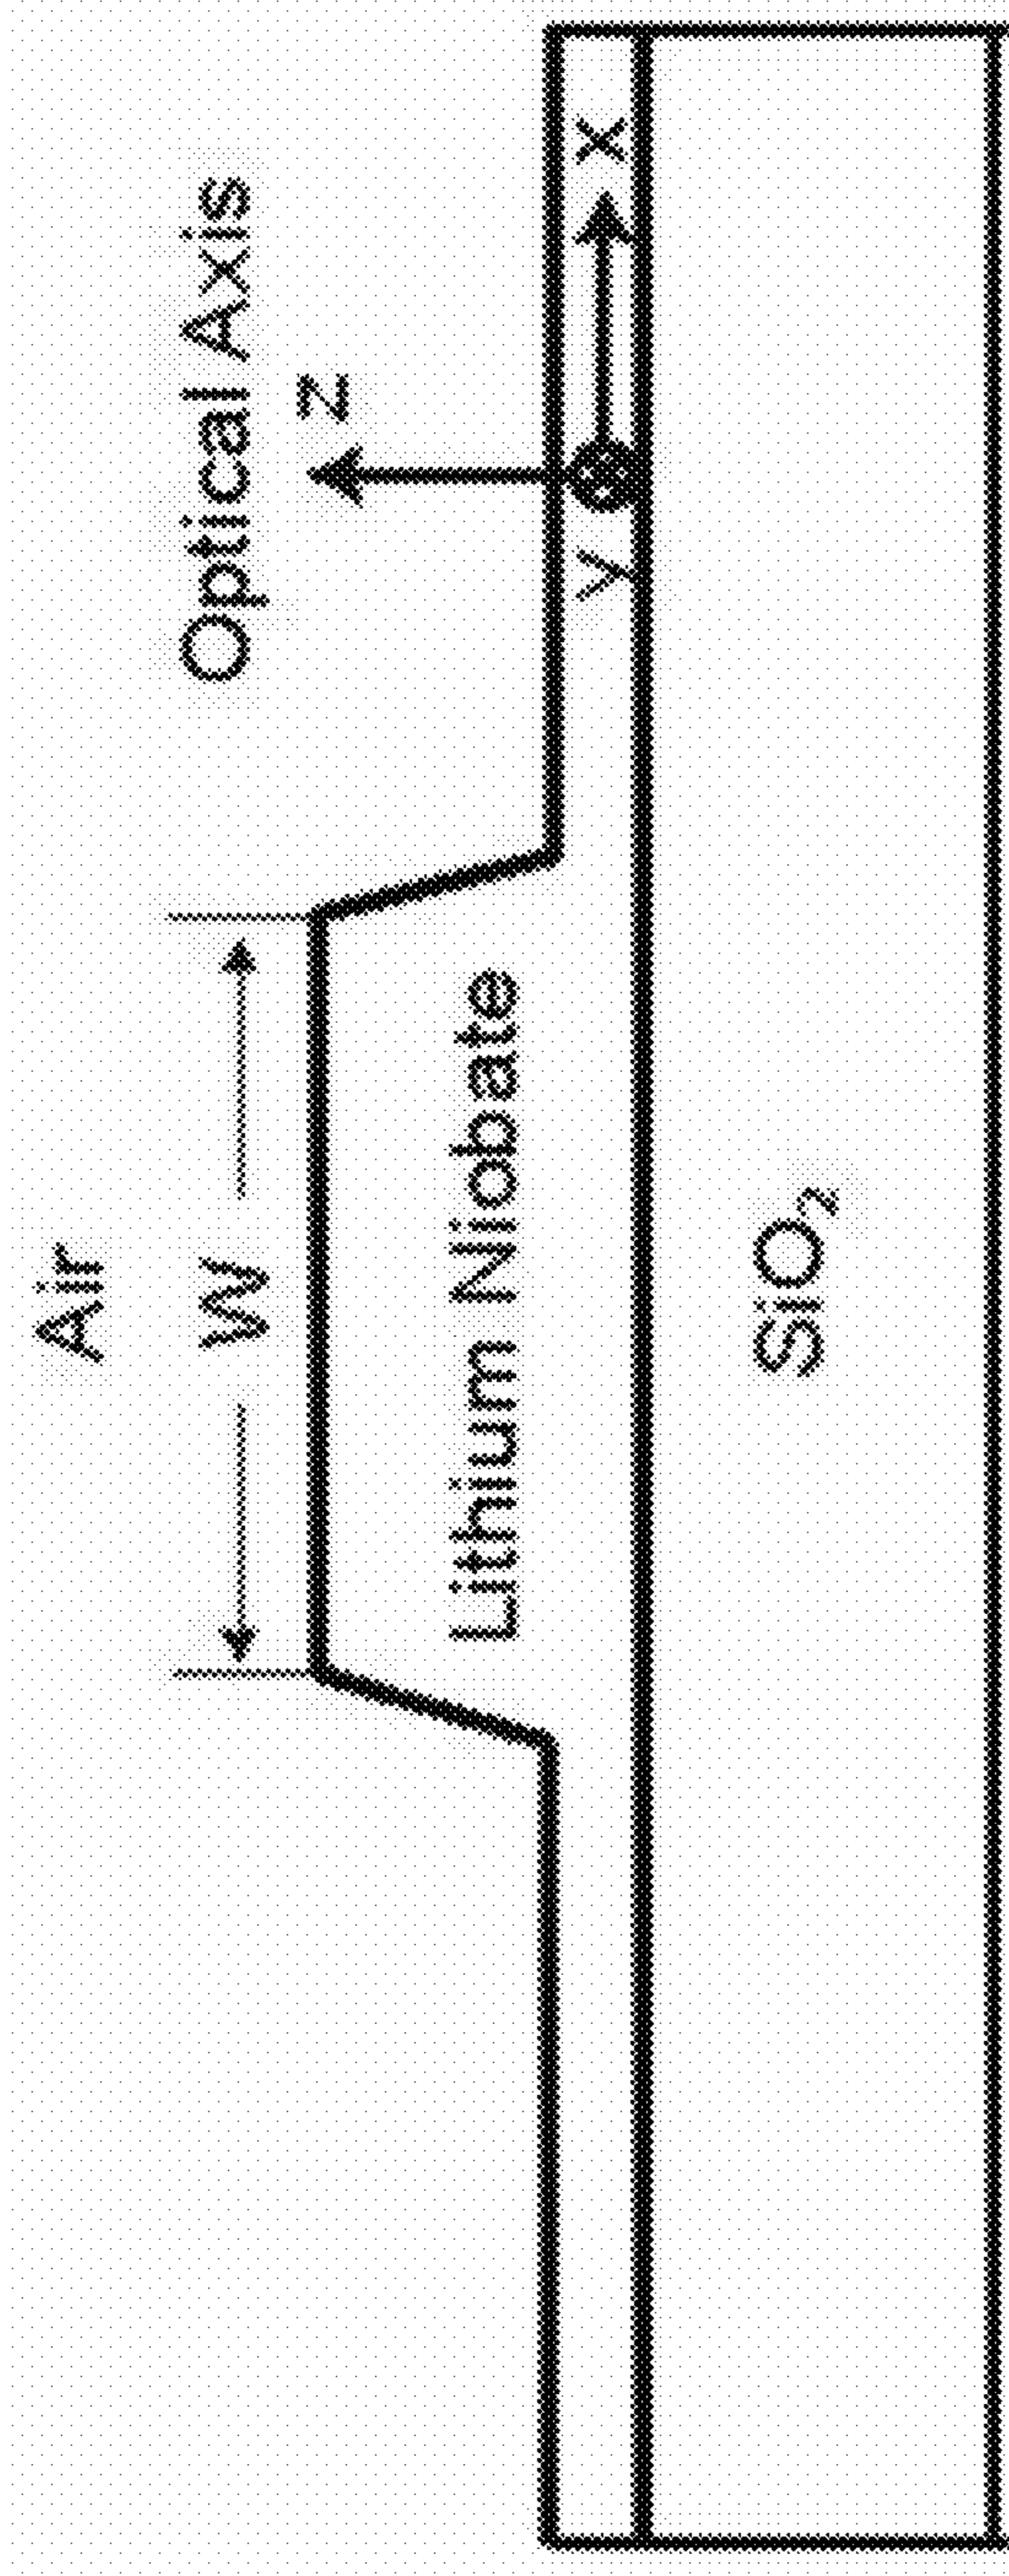 Air
W
Optical Axis
z
Lithium Niobate
y
x
SiO₂